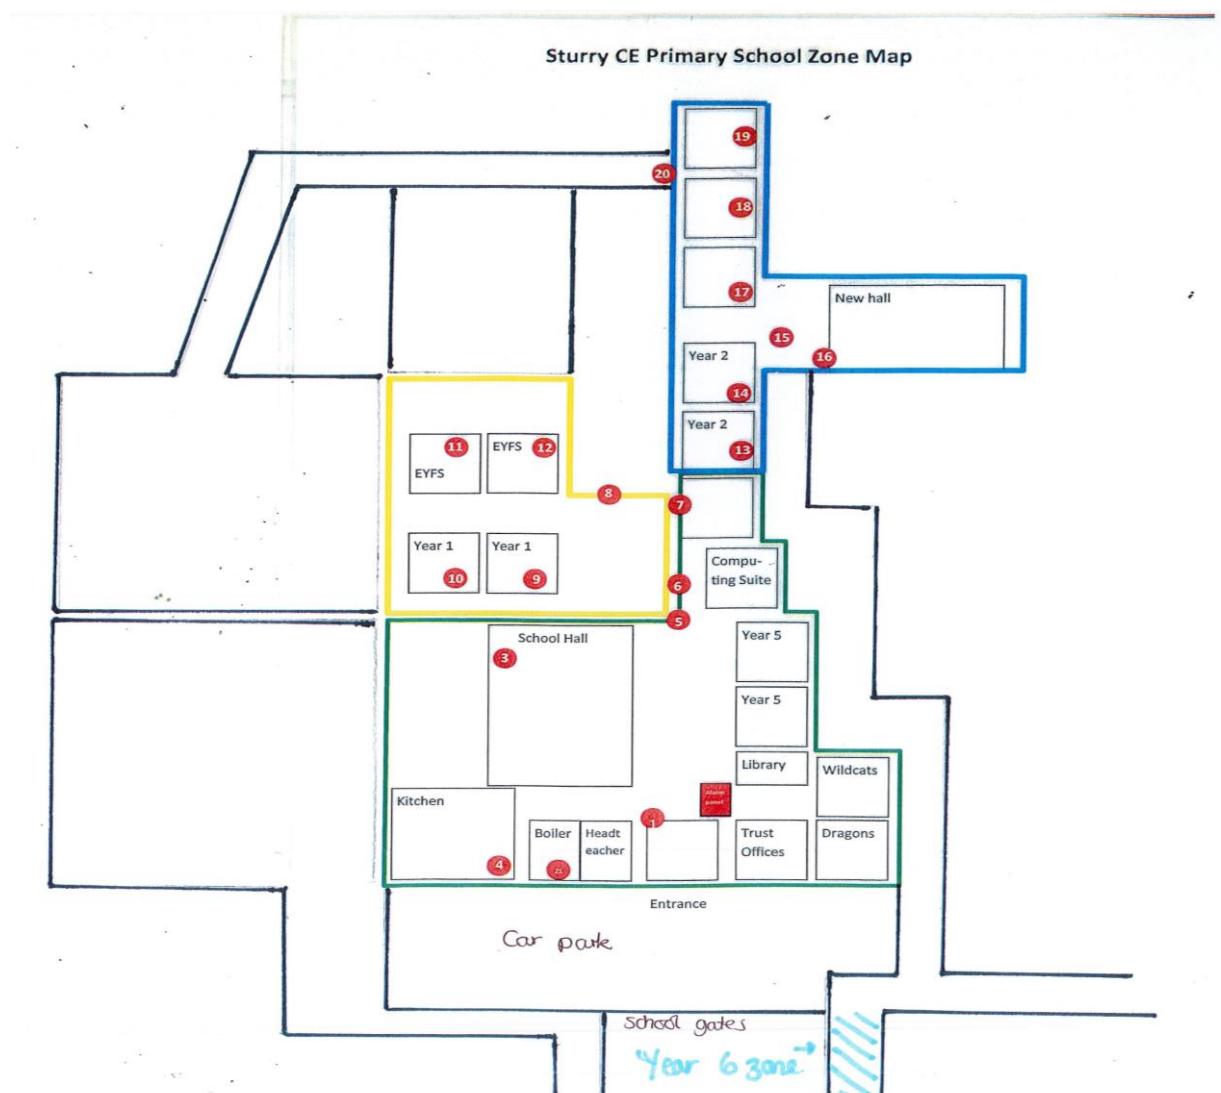 Sturry CE Primary School Zone Map
19
20
18
17
New hall
15
16
Year 2
14
Year 2
13
11
EYFS
EYFS
12
8
7
Year 1
10
Year 1
9
6
Compu-
ting Suite
5
School Hall
3
Year 5
Year 5
Library
Wildcats
Kitchen
Alarm
panel
1
Boiler
Headt
eacher
Trust
Offices
Dragons
4
Entrance
Car park
School gates
Year 6 zone